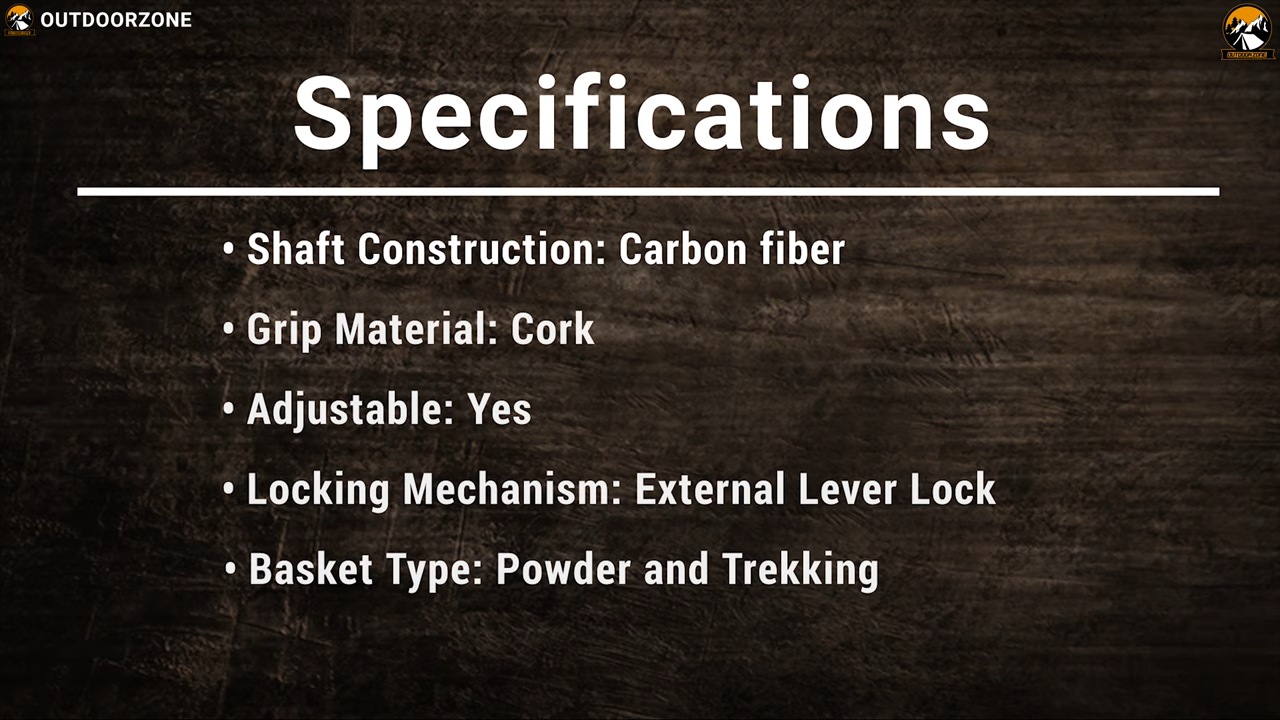 OUTDOORZONE
OUTDOORZONE
Specifications
• Shaft Construction: Carbon fiber
• Grip Material: Cork
• Adjustable: Yes
• Locking Mechanism: External Lever Lock
• Basket Type: Powder and Trekking